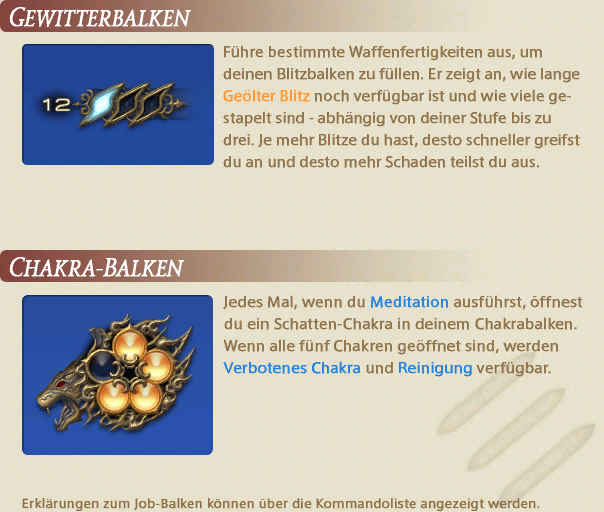 GEWITTERBALKEN
Führe bestimmte Waffenfertigkeiten aus, um
deinen Blitzbalken zu füllen. Er zeigt an, wie lange
Geölter Blitz noch verfügbar ist und wie viele ge-
stapelt sind - abhängig von deiner Stufe bis zu
drei. Je mehr Blitze du hast, desto schneller greifst
du an und desto mehr Schaden teilst du aus.
12
CHAKRA-BALKEN
Jedes Mal, wenn du Meditation ausführst, öffnest
du ein Schatten-Chakra in deinem Chakrabalken.
Wenn alle fünf Chakren geöffnet sind, werden
Verbotenes Chakra und Reinigung verfügbar.
Erklärungen zum Job-Balken können über die Kommandoliste angezeigt werden.